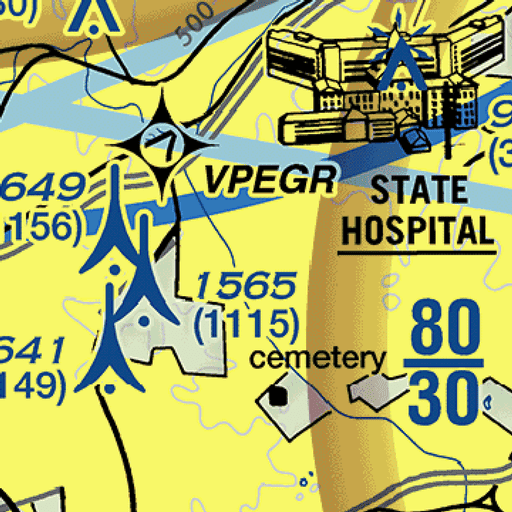 500
VPEGR
649
156)
STATE
HOSPITAL
1565
(1115)
641
149)
cemetery
80
30